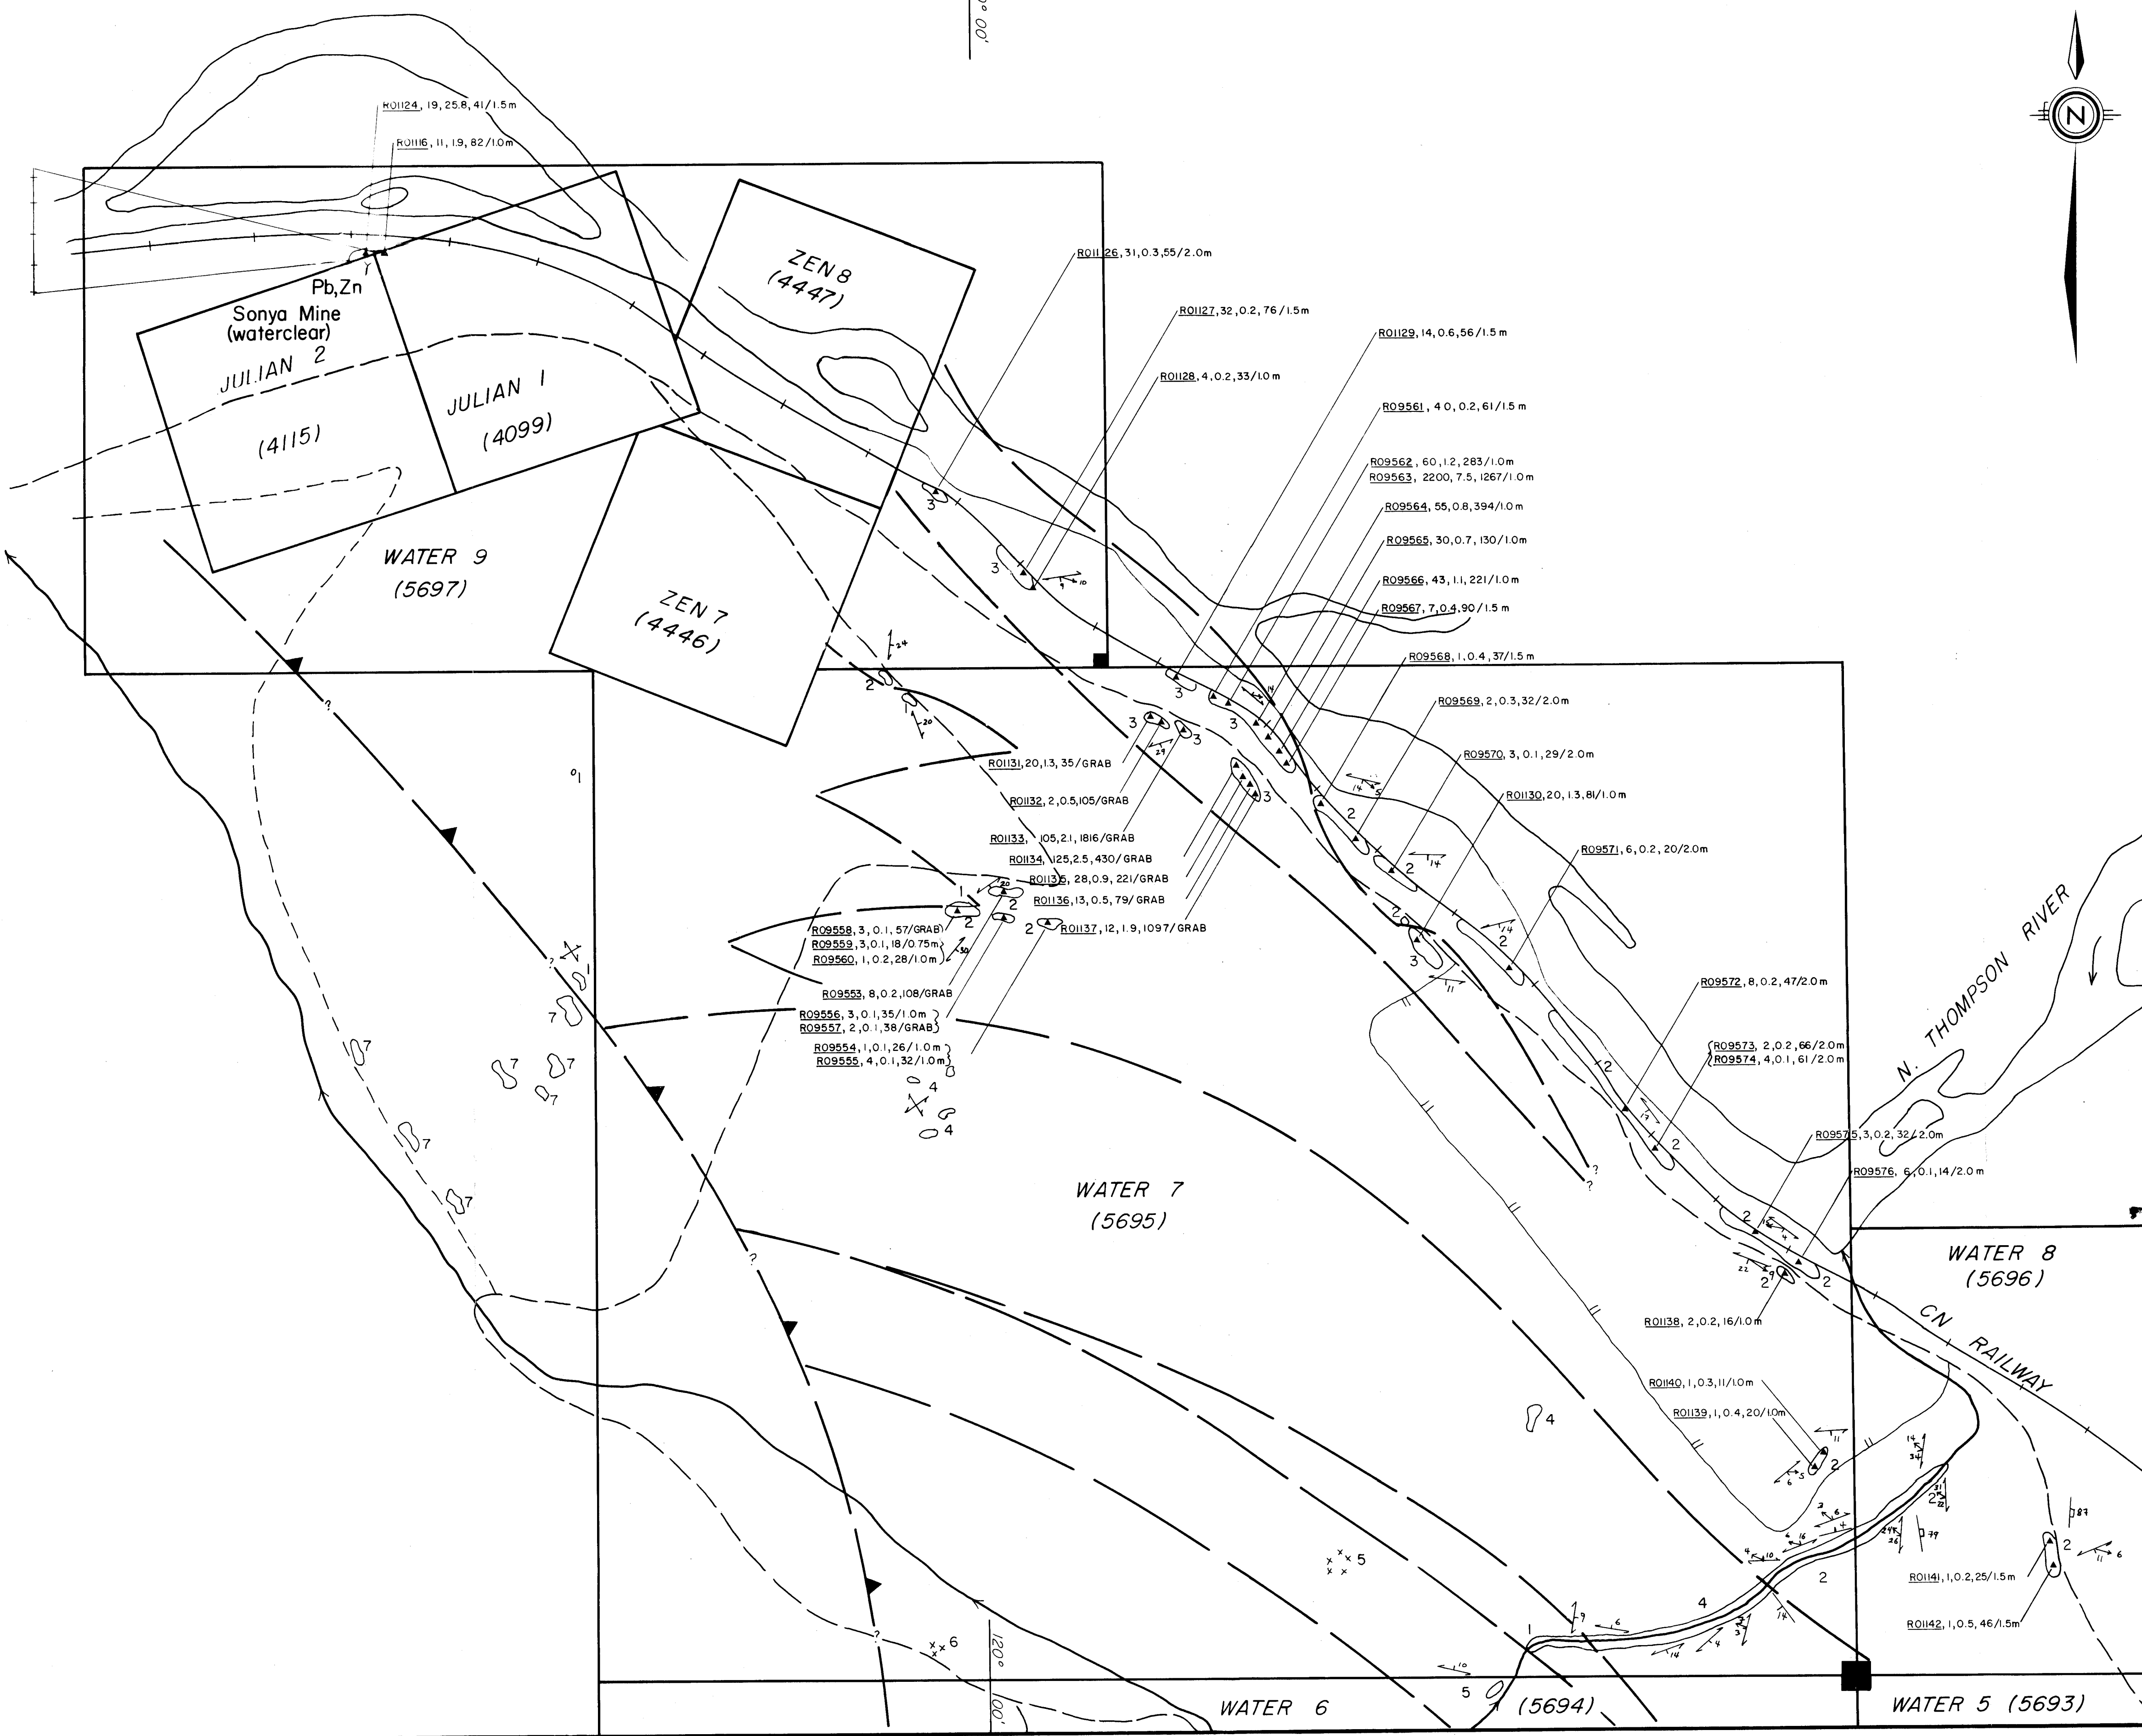 0° 00'
N
R01124, 19, 25.8, 41/1.5m
R01116, 11, 1.9, 82/1.0m
Y
Pb,Zn
Sonya Mine
(waterclear)
JULIAN 2
(4115)
JULIAN 1
(4099)
ZEN 8
(4447)
ZEN 7
(4446)
WATER 9
(5697)
R01126, 31, 0.3, 55/2.0m
R01127, 32, 0.2, 76/1.5m
R01128, 4, 0.2, 33/1.0m
R01129, 14, 0.6, 56/1.5m
R09561, 40, 0.2, 61/1.5m
R09562, 60, 1.2, 283/1.0m
R09563, 2200, 7.5, 1267/1.0m
R09564, 55, 0.8, 394/1.0m
R09565, 30, 0.7, 130/1.0m
R09566, 43, 1.1, 221/1.0m
R09567, 7, 0.4, 90/1.5m
R09568, 1, 0.4, 37/1.5m
R09569, 2, 0.3, 32/2.0m
R09570, 3, 0.1, 29/2.0m
R01130, 20, 1.3, 81/1.0m
R09571, 6, 0.2, 20/2.0m
R09572, 8, 0.2, 47/2.0m
R09573, 2, 0.2, 66/2.0m
R09574, 4, 0.1, 61/2.0m
R09575, 3, 0.2, 32/2.0m
R09576, 6, 0.1, 14/2.0m
R01131, 20, 1.3, 35/GRAB
R01132, 2, 0.5, 105/GRAB
R01133, 105, 2.1, 1816/GRAB
R01134, 125, 2.5, 430/GRAB
R01135, 28, 0.9, 221/GRAB
R01136, 13, 0.5, 79/GRAB
R01137, 12, 1.9, 1097/GRAB
R09558, 3, 0.1, 57/GRAB
R09559, 3, 0.1, 18/0.75m
R09560, 1, 0.2, 28/1.0m
R09553, 8, 0.2, 108/GRAB
R09556, 3, 0.1, 35/1.0m
R09557, 2, 0.1, 38/GRAB
R09554, 1, 0.1, 26/1.0m
R09555, 4, 0.1, 32/1.0m
N. THOMPSON RIVER
WATER 7
(5695)
WATER 8
(5696)
CN RAILWAY
R01138, 2, 0.2, 16/1.0m
R01140, 1, 0.3, 11/1.0m
R01139, 1, 0.4, 20/1.0m
R01141, 1, 0.2, 25/1.5m
R01142, 1, 0.5, 46/1.5m
120° 00'
WATER 6 (5694)
WATER 5 (5693)